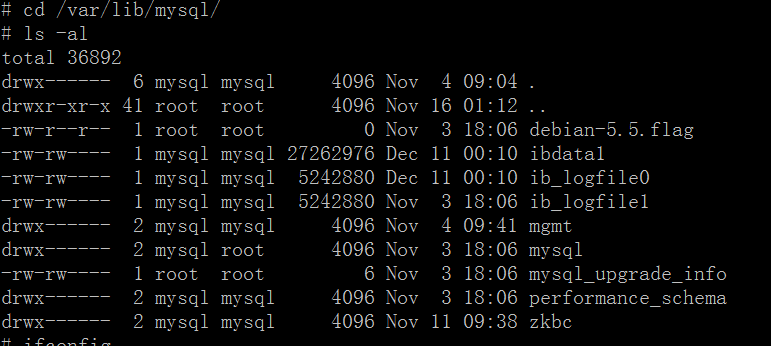 # cd /var/lib/mysql/
# ls -al
total 36892
drwx------  6 mysql mysql     4096 Nov  4 09:04 .
drwxr-xr-x 41 root  root      4096 Nov 16 01:12 ..
-rw-r--r--  1 root  root         0 Nov  3 18:06 debian-5.5.flag
-rw-rw----  1 mysql mysql 27262976 Dec 11 00:10 ibdata1
-rw-rw----  1 mysql mysql  5242880 Dec 11 00:10 ib_logfile0
-rw-rw----  1 mysql mysql  5242880 Nov  3 18:06 ib_logfile1
drwx------  2 mysql mysql     4096 Nov  4 09:41 mgmt
drwx------  2 mysql root      4096 Nov  3 18:06 mysql
-rw-rw----  1 root  root         6 Nov  3 18:06 mysql_upgrade_info
drwx------  2 mysql mysql     4096 Nov  3 18:06 performance_schema
drwx------  2 mysql mysql     4096 Nov 11 09:38 zkbc
# ifconfig